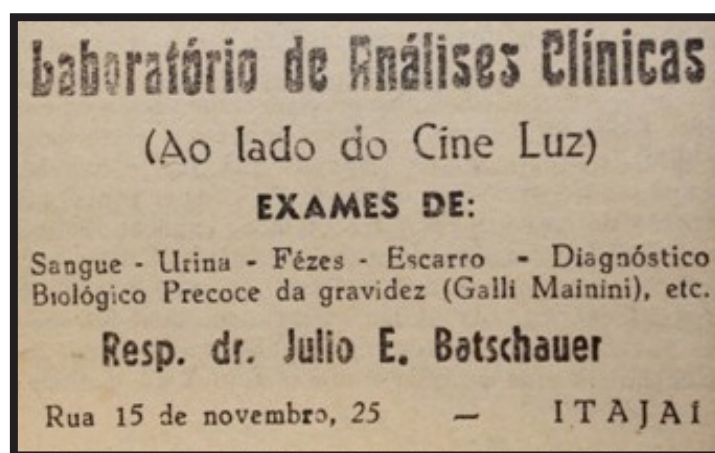 Laboratório de Análises Clínicas
(Ao lado do Cine Luz)
EXAMES DE:
Sangue - Urina - Fézes - Escarro - Diagnóstico
Biológico Precoce da gravidez (Galli Mainini), etc.
Resp. dr. Julio E. Batschauer
Rua 15 de novembro, 25 — ITAJAÍ